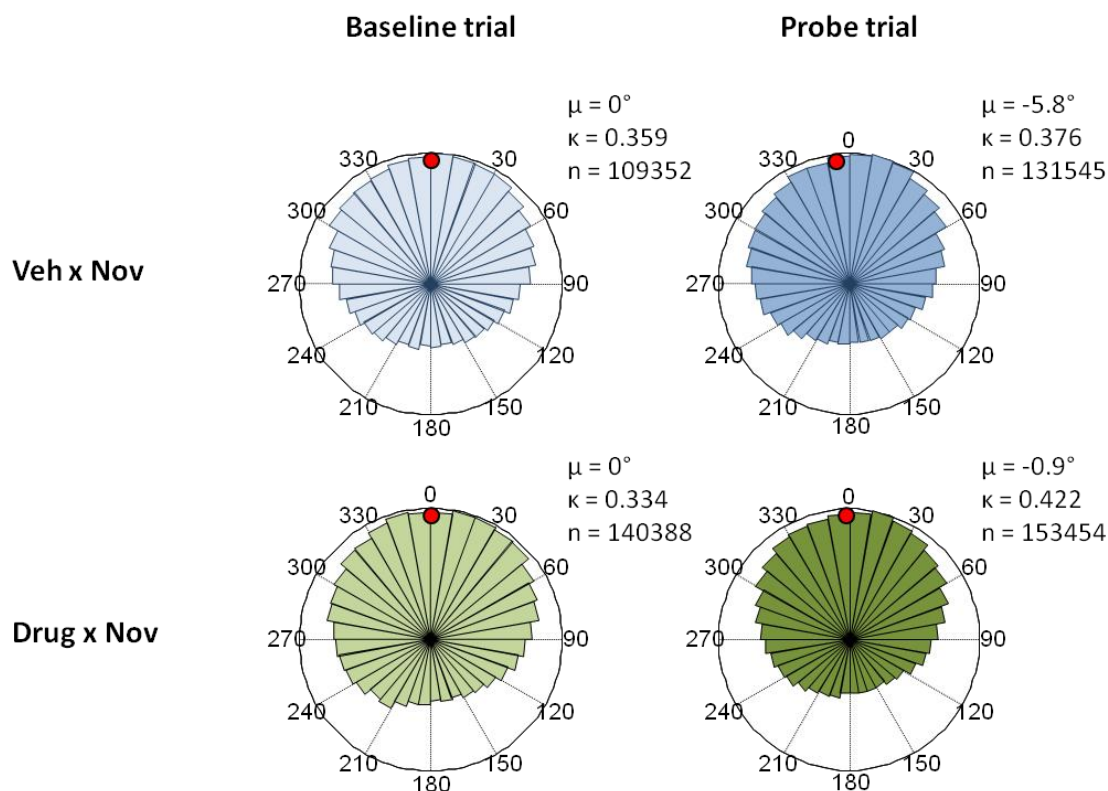 Baseline trial
Probe trial
Veh x Nov
μ = 0°
κ = 0.359
n = 109352
330
30
300
60
270
90
240
120
210
150
180
μ = -5.8°
κ = 0.376
n = 131545
0
330
30
300
60
270
90
240
120
210
150
180
Drug x Nov
μ = 0°
κ = 0.334
n = 140388
0
330
30
300
60
270
90
240
120
210
150
180
μ = -0.9°
κ = 0.422
n = 153454
0
330
30
300
60
270
90
240
120
210
150
180